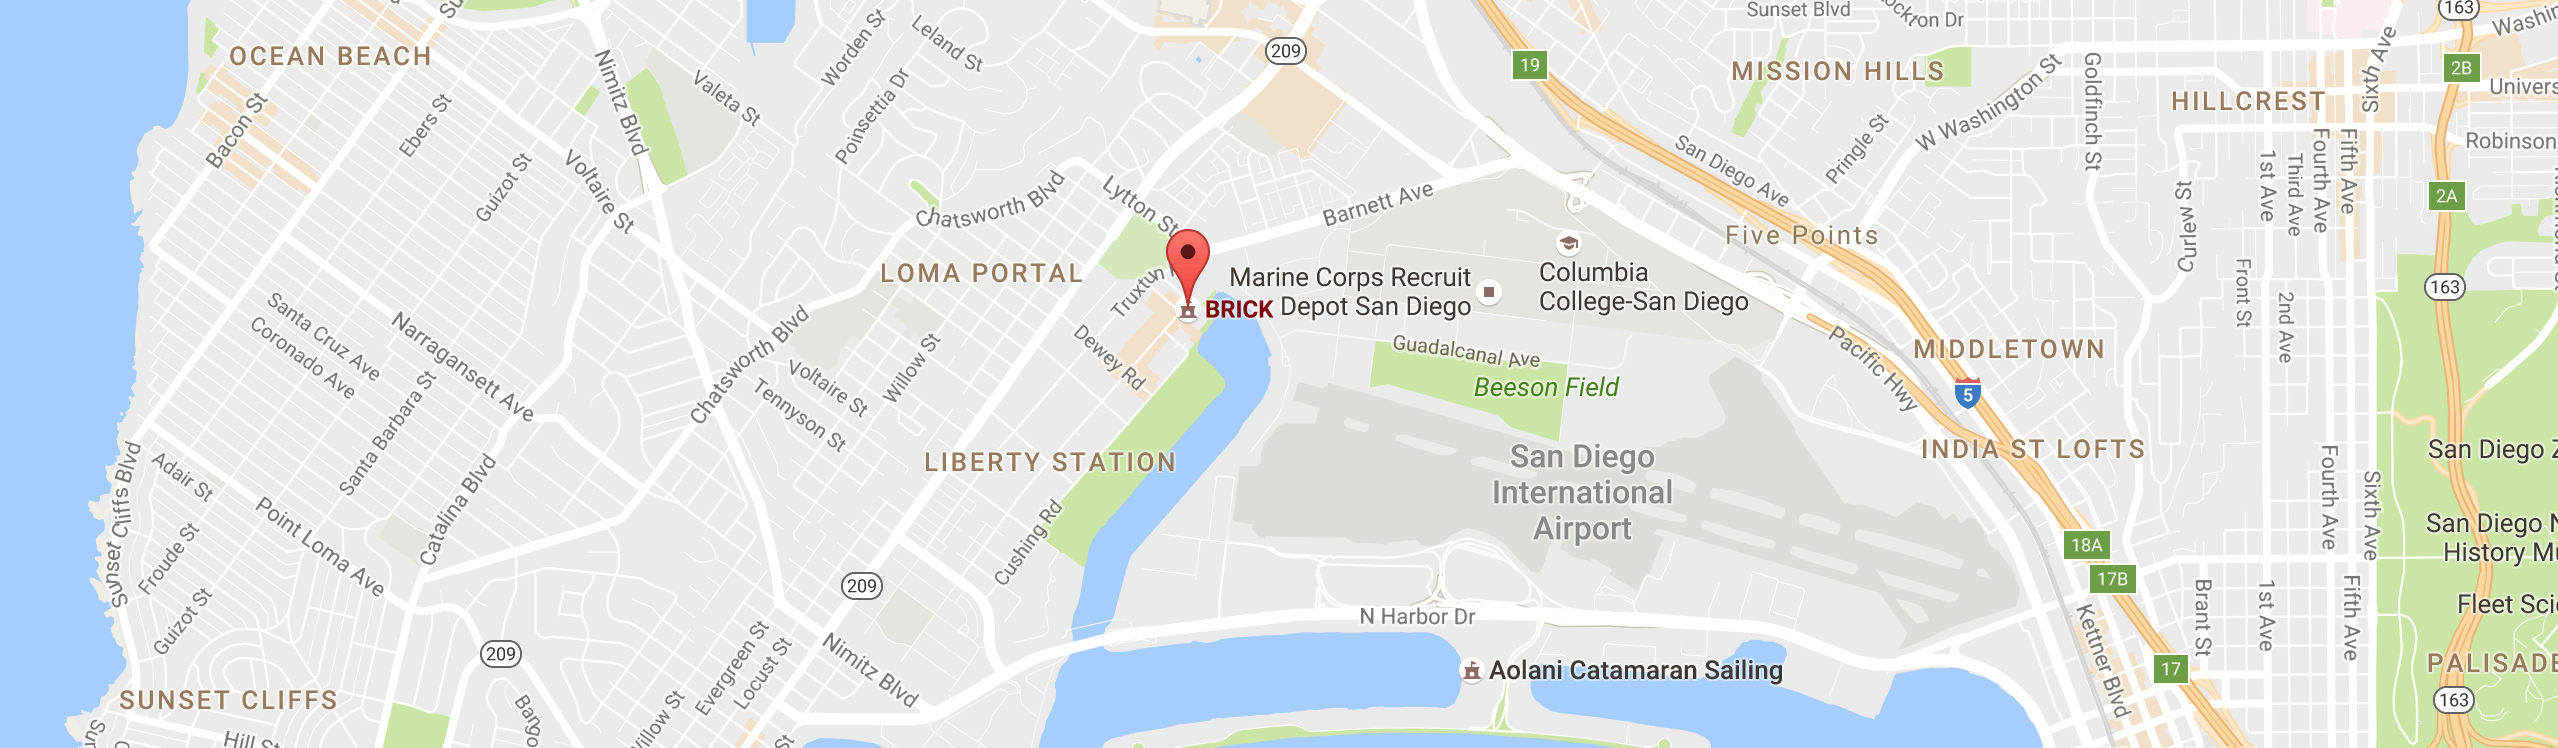 OCEAN BEACH
Bacon St
Ebers St
Guizot St
Voltaire St
Nimitz Blvd
Valeta St
Worden St
Leland St
Poinsettia Dr
209
19
Sunset Blvd
MISSION HILLS
163
2B
Sixth Ave
HILLCREST
Goldfinch St
W Washington St
Pringle St
San Diego Ave
Robinson
2A
Chatsworth Blvd
Lytton St
Barnett Ave
Five Points
Curlew St
1st Ave
Third Ave
Fourth Ave
Fifth Ave
LOMA PORTAL
Marine Corps Recruit
Depot San Diego
BRICK
Columbia
College-San Diego
Front St
2nd Ave
163
Santa Cruz Ave
Coronado Ave
Narragansett Ave
Santa Barbara St
Chatsworth Blvd
Voltaire St
Tennyson St
Willow St
Dewey Rd
Guadalcanal Ave
Beeson Field
Pacific Hwy
MIDDLETOWN
5
INDIA ST LOFTS
San Diego
International
Airport
LIBERTY STATION
Sunset Cliffs Blvd
Adair St
Froude St
Guizot St
Point Loma Ave
Catalina Blvd
Cushing Rd
209
209
18A
17B
17
Fourth Ave
Sixth Ave
San Diego Z
San Diego N
History Mu
Fleet Sci
PALISADE
163
N Harbor Dr
Aolani Catamaran Sailing
Kettner Blvd
Brant St
1st Ave
Fifth Ave
SUNSET CLIFFS
Hill St
Evergreen St
Locust St
Nimitz Blvd